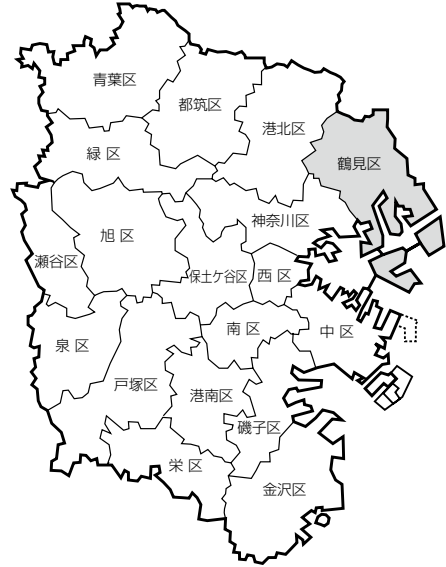 青葉区
都筑区
港北区
緑 区
鶴見区
神奈川区
旭 区
瀬谷区
保土ケ谷区
西 区
南 区
中 区
泉 区
戸塚区
港南区
磯子区
栄 区
金沢区